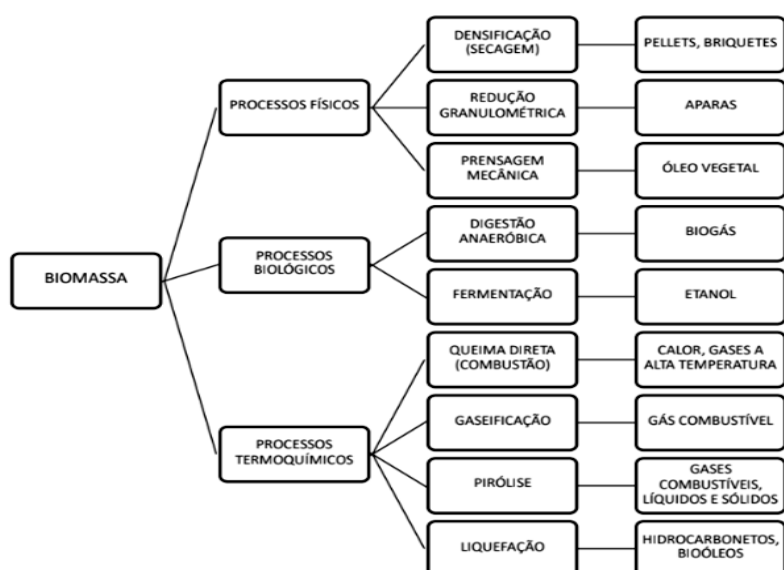 BIOMASSA
PROCESSOS FÍSICOS
DENSIFICAÇÃO
(SECAGEM)
PELLETS, BRIQUETES
REDUÇÃO
GRANULOMÉTRICA
APARAS
PRENSAGEM
MECÂNICA
ÓLEO VEGETAL
PROCESSOS
BIOLÓGICOS
DIGESTÃO
ANAERÓBICA
BIOGÁS
FERMENTAÇÃO
ETANOL
PROCESSOS
TERMOQUÍMICOS
QUEIMA DIRETA
(COMBUSTÃO)
CALOR, GASES A
ALTA TEMPERATURA
GASEIFICAÇÃO
GÁS COMBUSTÍVEL
PIRÓLISE
GASES
COMBUSTÍVEIS,
LÍQUIDOS E SÓLIDOS
LIQUEFAÇÃO
HIDROCARBONETOS,
BIOÓLEOS